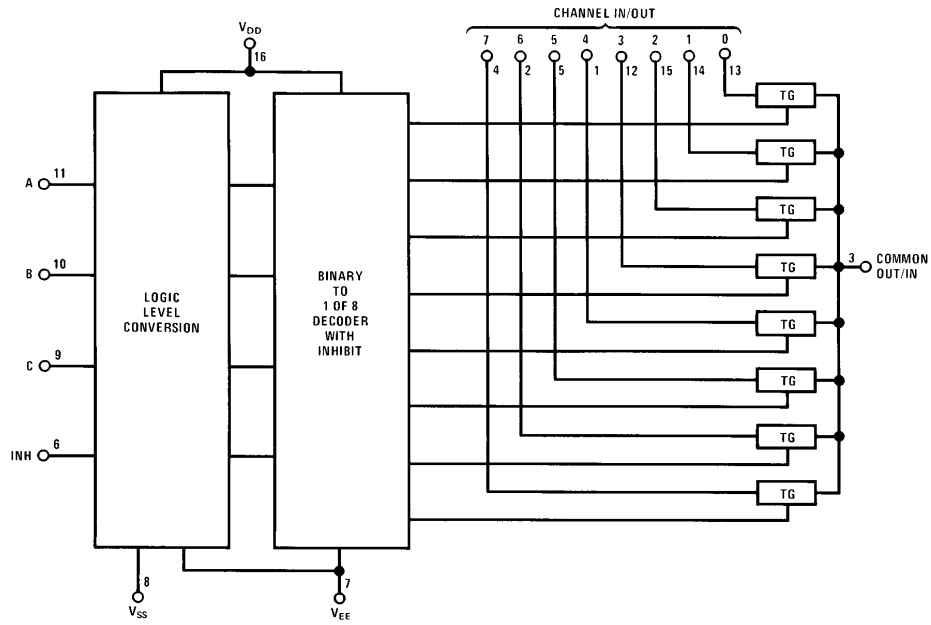 CHANNEL IN/OUT
V_DD
16
7 6 5 4 3 2 1 0
4 2 5 1 12 15 14 13
TG
TG
TG
TG
TG
TG
TG
TG
A 11
B 10
C 9
INH 6
LOGIC
LEVEL
CONVERSION
BINARY
TO
1 OF 8
DECODER
WITH
INHIBIT
3 COMMON
OUT/IN
8
V_SS
7
V_EE